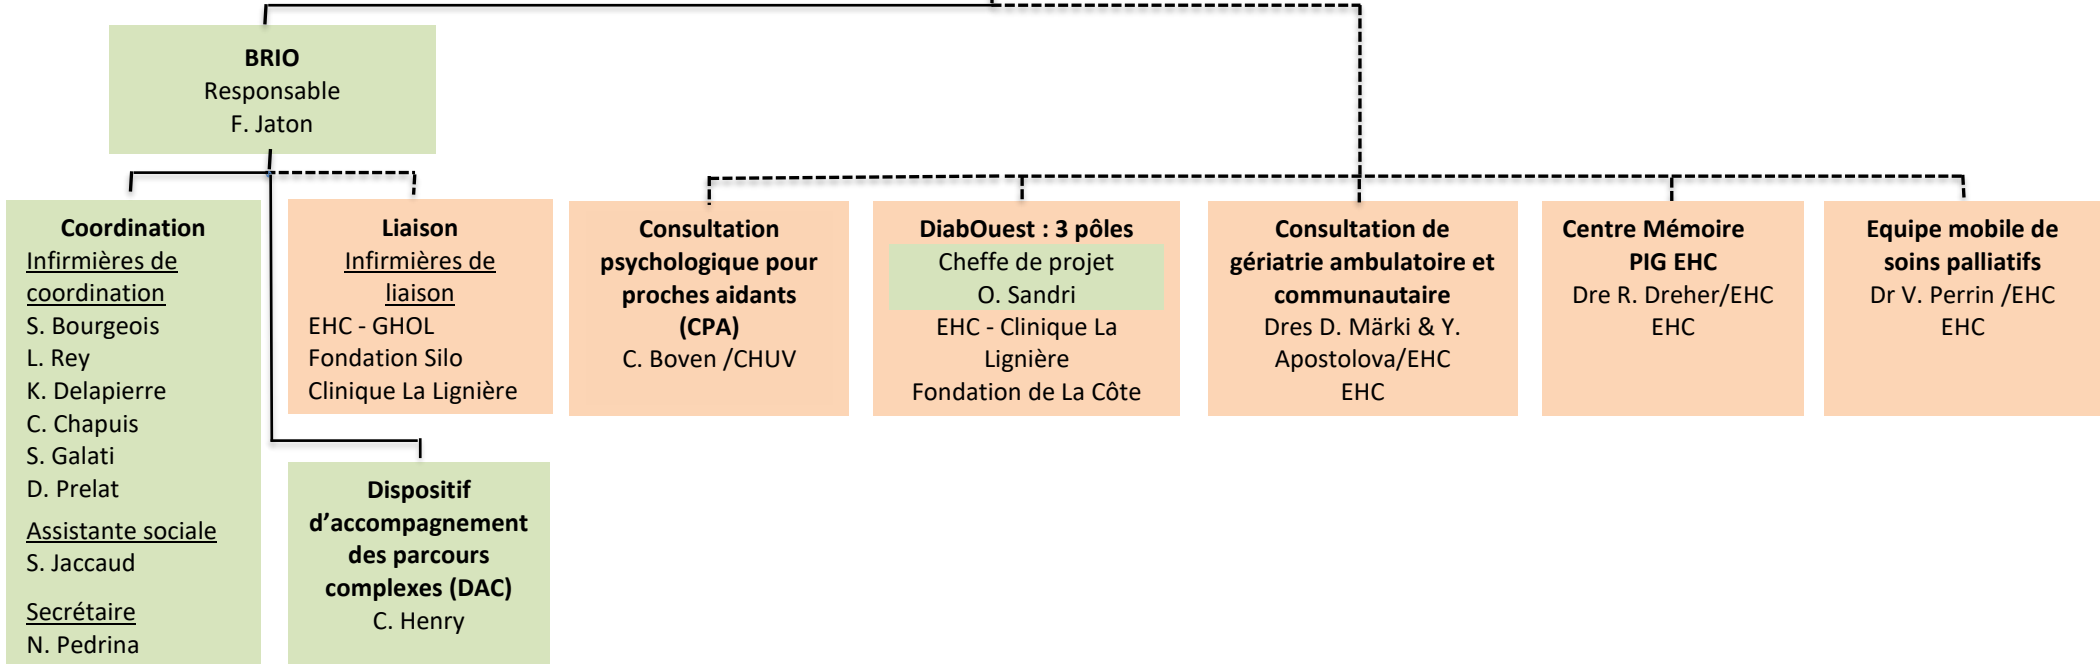 BRIO
Responsable
F. Jaton
Coordination
Infirmières de
coordination
S. Bourgeois
L. Rey
K. Delapierre
C. Chapuis
S. Galati
D. Prelat
Assistante sociale
S. Jaccaud
Secrétaire
N. Pedrina
Liaison
Infirmières de
liaison
EHC - GHOL
Fondation Silo
Clinique La Lignière
Dispositif
d’accompagnement
des parcours
complexes (DAC)
C. Henry
Consultation
psychologique pour
proches aidants
(CPA)
C. Boven /CHUV
DiabOuest : 3 pôles
Cheffe de projet
O. Sandri
EHC - Clinique La
Lignière
Fondation de La Côte
Consultation de
gériatrie ambulatoire et
communautaire
Dres D. Märki & Y.
Apostolova/EHC
EHC
Centre Mémoire
PIG EHC
Dre R. Dreher/EHC
EHC
Equipe mobile de
soins palliatifs
Dr V. Perrin /EHC
EHC